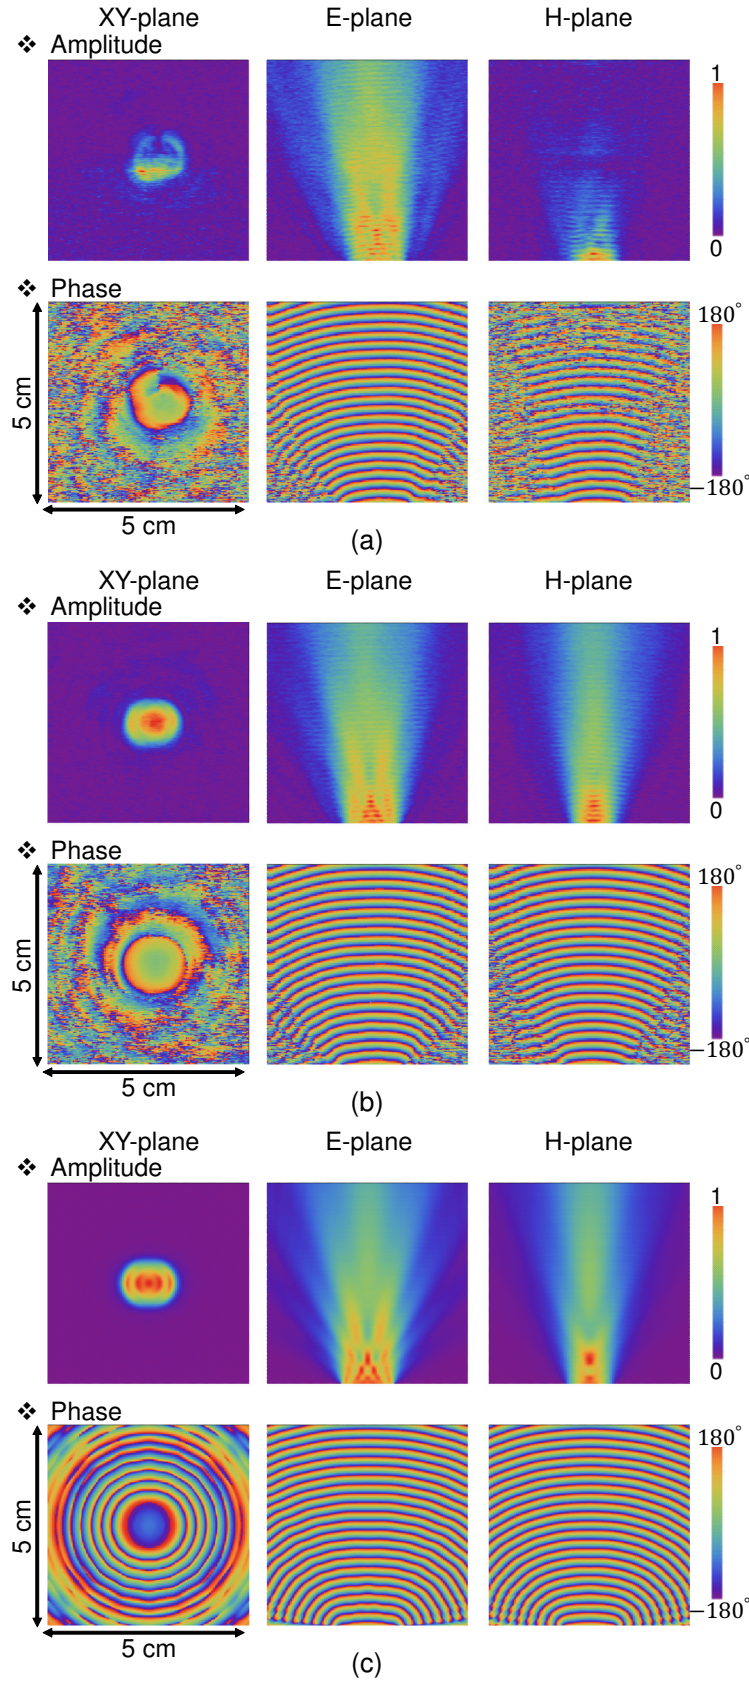 XY-plane E-plane H-plane
❖ Amplitude
1
0
❖ Phase
180°
5 cm
−180°
5 cm
(a)
XY-plane E-plane H-plane
❖ Amplitude
1
0
❖ Phase
180°
5 cm
−180°
5 cm
(b)
XY-plane E-plane H-plane
❖ Amplitude
1
0
❖ Phase
180°
5 cm
−180°
5 cm
(c)